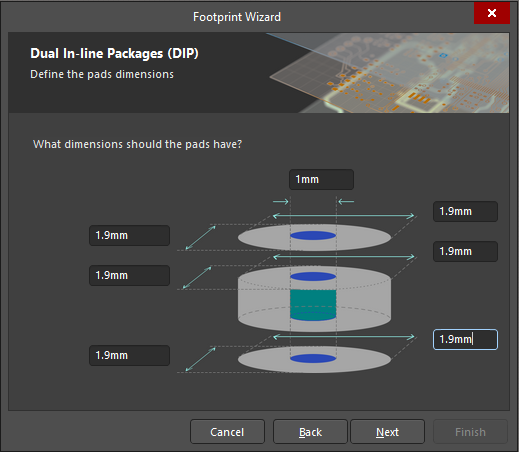 Footprint Wizard
Dual In-line Packages (DIP)
Define the pads dimensions
What dimensions should the pads have?
1mm
1.9mm
1.9mm
1.9mm
1.9mm
1.9mm
1.9mm
Cancel
Back
Next
Finish